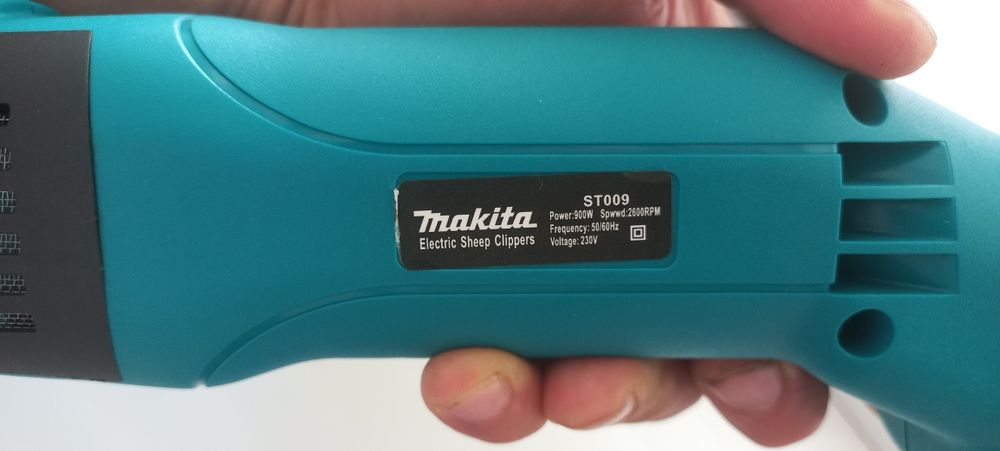 makita
Electric Sheep Clippers
ST009
Power:900W Spwwd:2600RPM
Frequency: 50/60Hz
Voltage: 230V